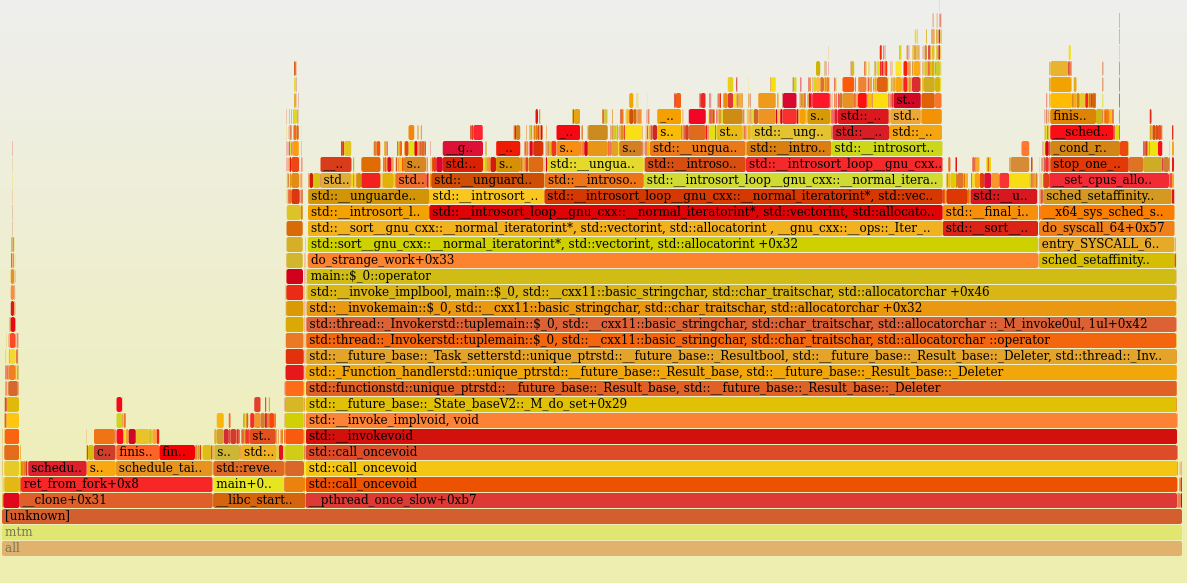 st..
_.. s.. std::_.. std.. finis..
_.. s.. st.. std::__ung.. std::__.. std::_.. __sched..
g.. _.. s.. std::__ungua.. std::__intro.. std::__introsort.. cond_r..
__.. s.. std:.. s.. std::__ungua.. std::__introso.. std::__introsort_loop__gnu_cxx.. stop_one_..
std.. std.. std::__unguard.. std::__introso.. std::__introsort_loop__gnu_cxx::__normal_itera.. __set_cpus_allo..
std::__unguarde.. std::__introsort_.. std::__introsort_loop__gnu_cxx::__normal_iteratorint*, std::vec.. std::__u.. sched_setaffinity..
std::__introsort_l.. std::__introsort_loop__gnu_cxx::__normal_iteratorint*, std::vectorint, std::allocato.. std::__final_i.. __x64_sys_sched_s..
std::__sort__gnu_cxx::__normal_iteratorint*, std::vectorint, std::allocatorint , __gnu_cxx::__ops::_Iter_.. std::__sort__.. do_syscall_64+0x57
std::sort__gnu_cxx::__normal_iteratorint*, std::vectorint, std::allocatorint +0x32 entry_SYSCALL_6..
do_strange_work+0x33 sched_setaffinity..
main::$_0::operator
std::__invoke_implbool, main::$_0, std::__cxx11::basic_stringchar, std::char_traitschar, std::allocatorchar +0x46
std::__invokemain::$_0, std::__cxx11::basic_stringchar, std::char_traitschar, std::allocatorchar +0x32
std::thread::_Invokerstd::tuplemain::$_0, std::__cxx11::basic_stringchar, std::char_traitschar, std::allocatorchar ::_M_invoke0ul, 1ul+0x42
std::thread::_Invokerstd::tuplemain::$_0, std::__cxx11::basic_stringchar, std::char_traitschar, std::allocatorchar ::operator
std::__future_base::_Task_setterstd::unique_ptrstd::__future_base::_Resultbool, std::__future_base::_Result_base::_Deleter, std::thread::_Inv..
std::_Function_handlerstd::unique_ptrstd::__future_base::_Result_base, std::__future_base::_Result_base::_Deleter
std::functionstd::unique_ptrstd::__future_base::_Result_base, std::__future_base::_Result_base::_Deleter
std::__future_base::_State_baseV2::_M_do_set+0x29
std::__invoke_implvoid, void
st.. std::__invokevoid
c.. finis.. fin.. s.. std:.. std::call_oncevoid
schedu.. s.. schedule_tai.. std::reve.. std::call_oncevoid
ret_from_fork+0x8 main+0.. std::call_oncevoid
__clone+0x31 __libc_start.. __pthread_once_slow+0xb7
[unknown]
mtm
all